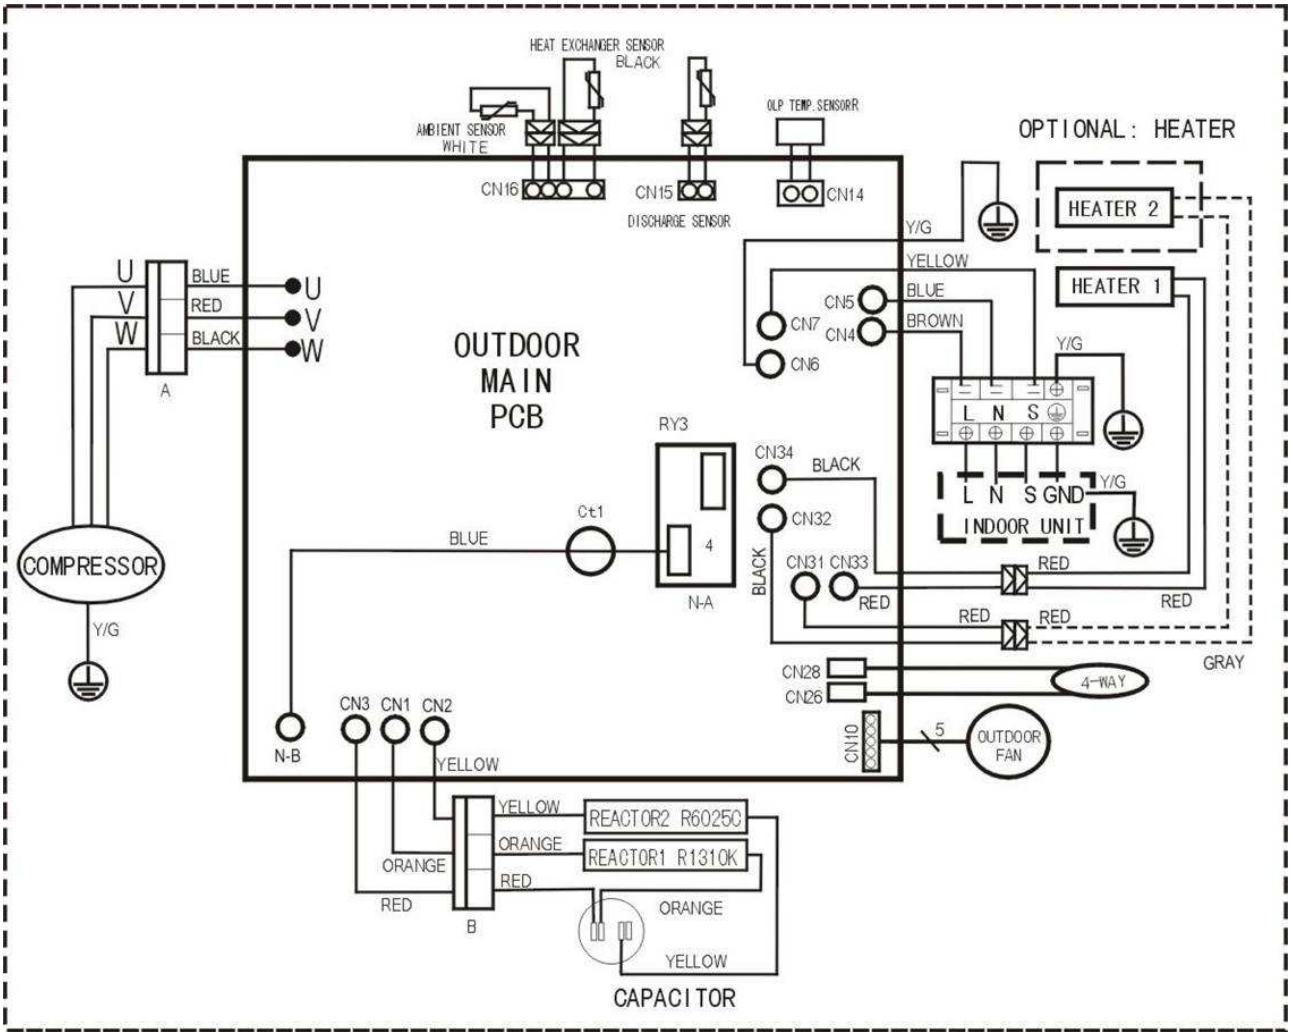 HEAT EXCHANGER SENSOR
BLACK
OLP TEMP.SENSORR
AMBIENT SENSOR
WHITE
OPTIONAL: HEATER
CN16
CN15
CN14
DISCHARGE SENSOR
HEATER 2
Y/G
U
BLUE
U
YELLOW
HEATER 1
V
RED
V
CN5
BLUE
W
BLACK
W
CN7
CN4
BROWN
OUTDOOR
MAIN
PCB
CN6
Y/G
A
L N S
RY3
CN34
BLACK
L N S GND
Y/G
Ct1
CN32
INDOOR UNIT
BLUE
4
COMPRESSOR
BLACK
CN31
CN33
RED
N-A
RED
RED
Y/G
RED
RED
GRAY
CN28
4-WAY
CN26
CN3
CN1
CN2
CN10
5
OUTDOOR
FAN
N-B
YELLOW
YELLOW
REACTOR2 R6025C
ORANGE
REACTOR1 R1310K
ORANGE
RED
RED
ORANGE
B
YELLOW
CAPACITOR